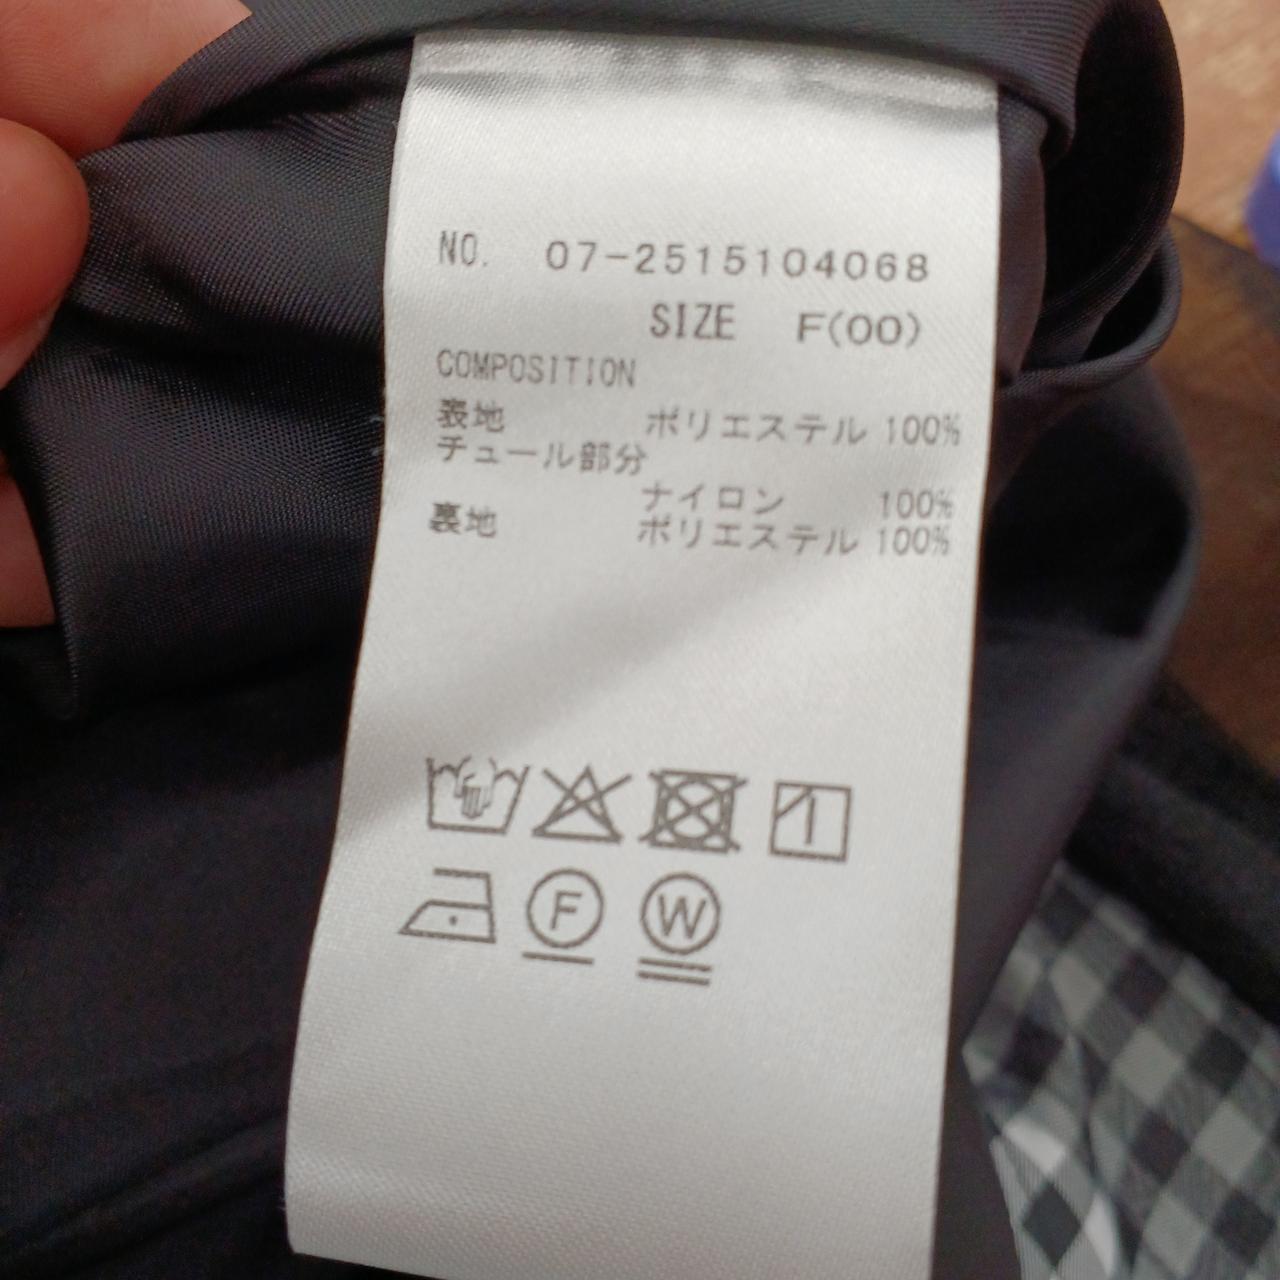 NO. 07-2515104068
SIZE F(00)
COMPOSITION
表地 ポリエステル 100%
チュール部分
ナイロン 100%
裏地 ポリエステル 100%
F W